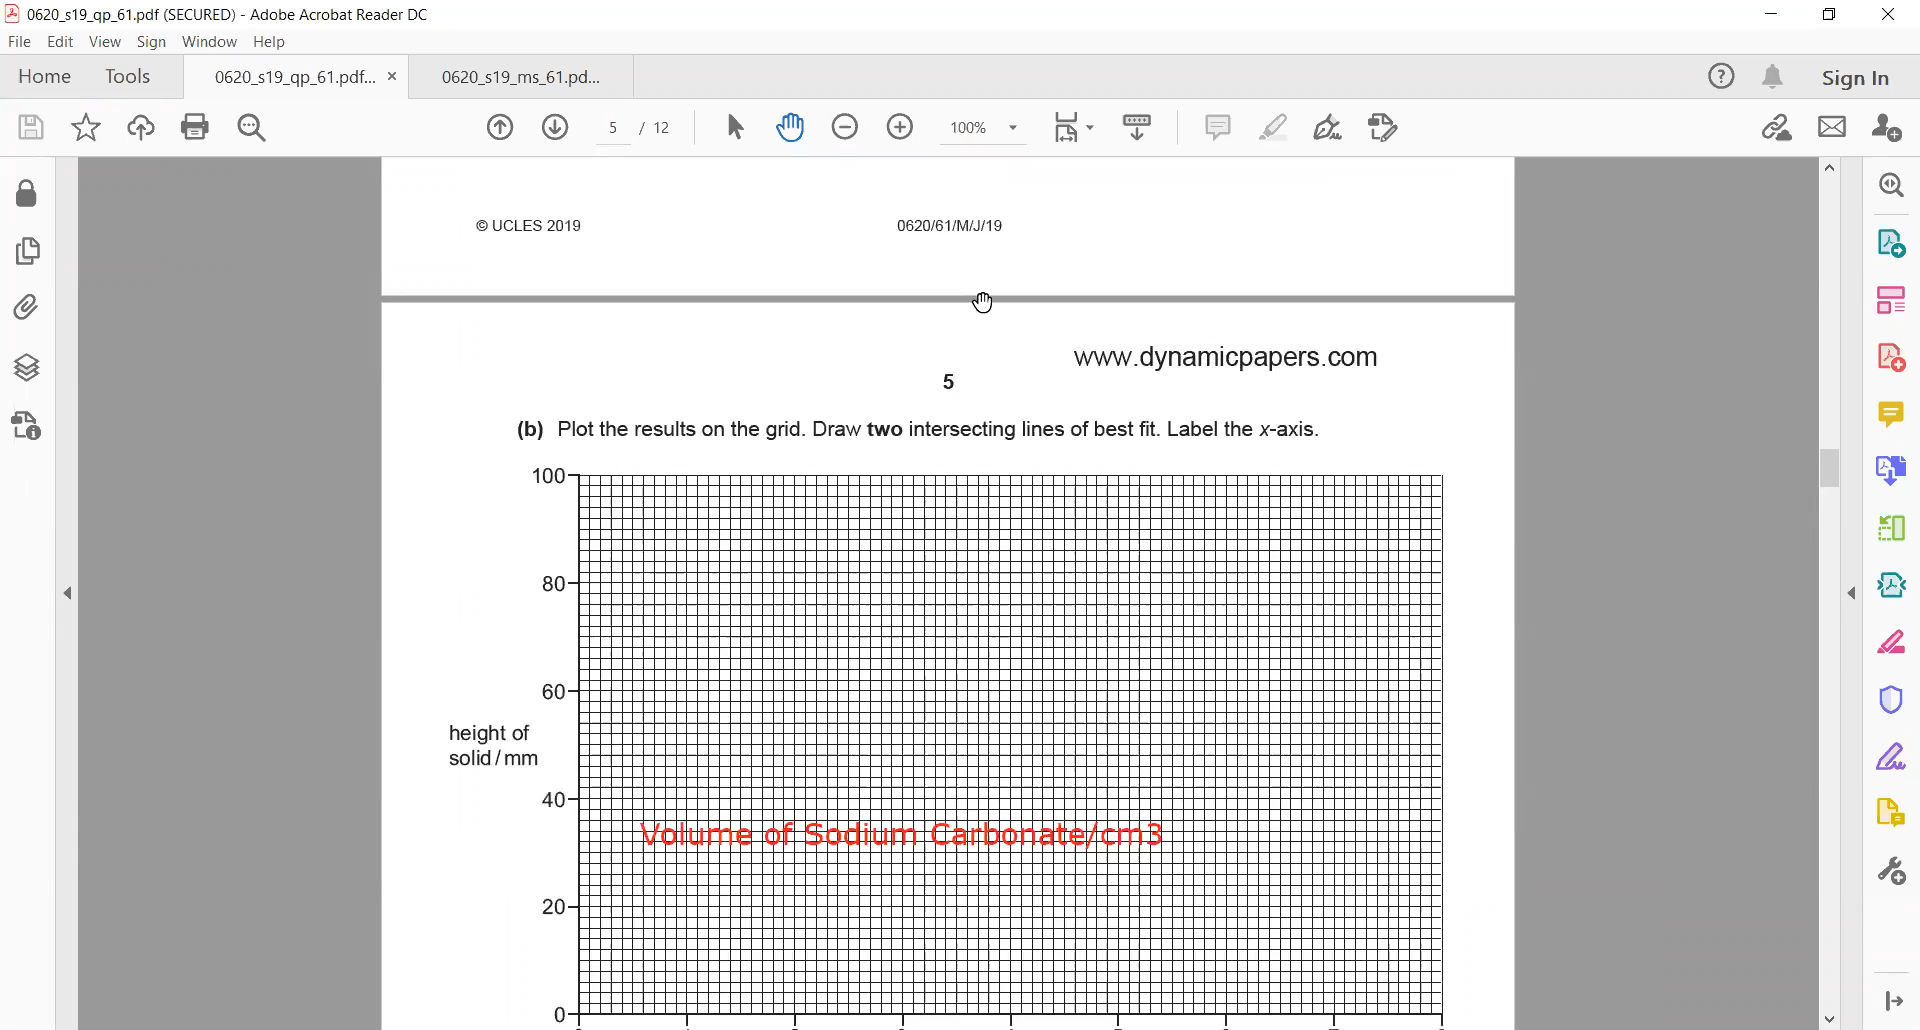 0620_s19_qp_61.pdf (SECURED) - Adobe Acrobat Reader DC
File Edit View Sign Window Help
Home Tools 0620_s19_qp_61.pdf... × 0620_s19_ms_61.pd... Sign In
5 / 12 100%
© UCLES 2019 0620/61/M/J/19
www.dynamicpapers.com
5
(b) Plot the results on the grid. Draw two intersecting lines of best fit. Label the x-axis.
100
80
60
height of
solid / mm
40
Volume of Sodium Carbonate/cm3
20
0